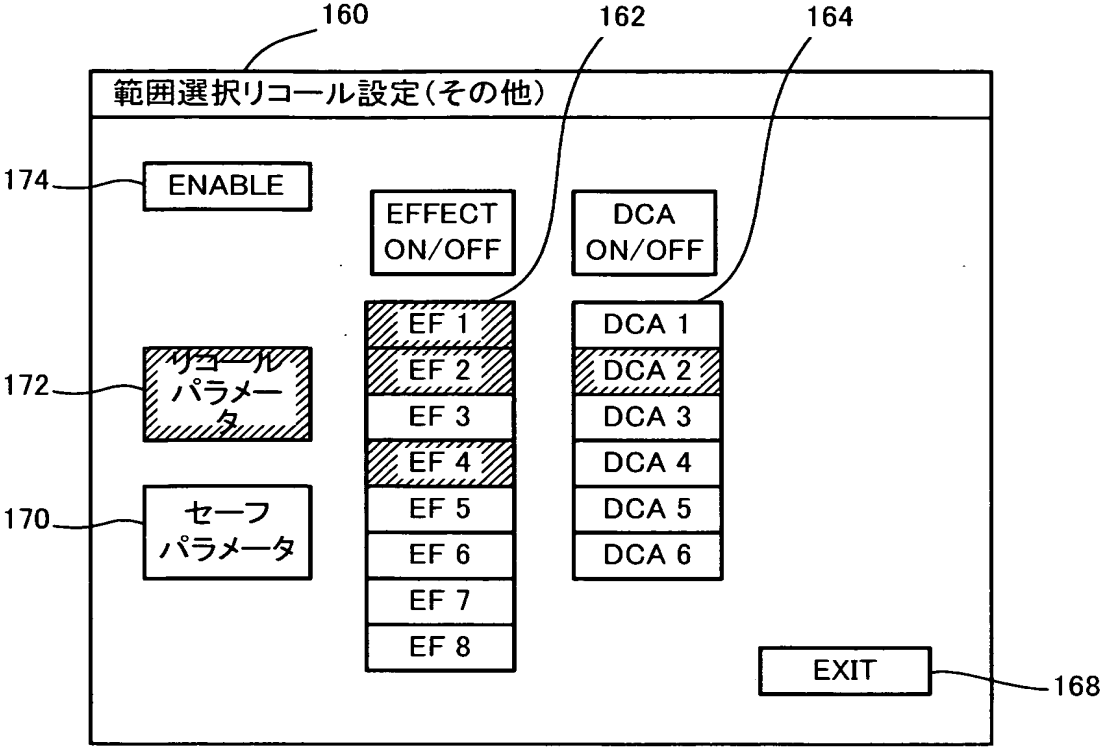 160
162
164
範囲選択リコール設定(その他)
174
ENABLE
EFFECT
ON/OFF
DCA
ON/OFF
172
リコール
パラメー
タ
170
セーフ
パラメータ
EF 1
EF 2
EF 3
EF 4
EF 5
EF 6
EF 7
EF 8
DCA 1
DCA 2
DCA 3
DCA 4
DCA 5
DCA 6
EXIT
168